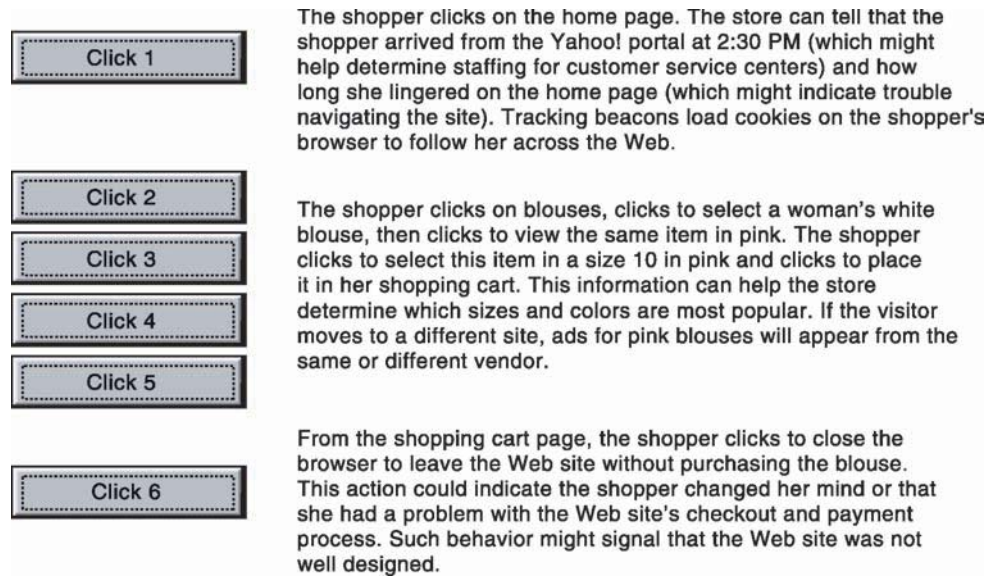 The shopper clicks on the home page. The store can tell that the
shopper arrived from the Yahoo! portal at 2:30 PM (which might
help determine staffing for customer service centers) and how
long she lingered on the home page (which might indicate trouble
navigating the site). Tracking beacons load cookies on the shopper's
browser to follow her across the Web.
Click 1
Click 2
Click 3
Click 4
Click 5
The shopper clicks on blouses, clicks to select a woman's white
blouse, then clicks to view the same item in pink. The shopper
clicks to select this item in a size 10 in pink and clicks to place
it in her shopping cart. This information can help the store
determine which sizes and colors are most popular. If the visitor
moves to a different site, ads for pink blouses will appear from the
same or different vendor.
Click 6
From the shopping cart page, the shopper clicks to close the
browser to leave the Web site without purchasing the blouse.
This action could indicate the shopper changed her mind or that
she had a problem with the Web site's checkout and payment
process. Such behavior might signal that the Web site was not
well designed.